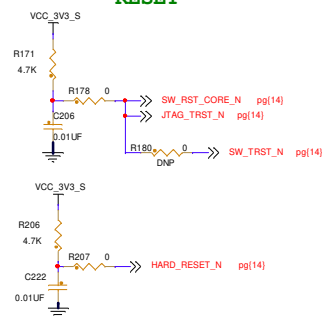 RESET
VCC_3V3_S
R171
4.7K
R178 0
SW_RST_CORE_N pg{14}
JTAG_TRST_N pg{14}
C206
0.01UF
R180 0
SW_TRST_N pg{14}
DNP
VCC_3V3_S
R206
4.7K
R207 0
HARD_RESET_N pg{14}
C222
0.01UF